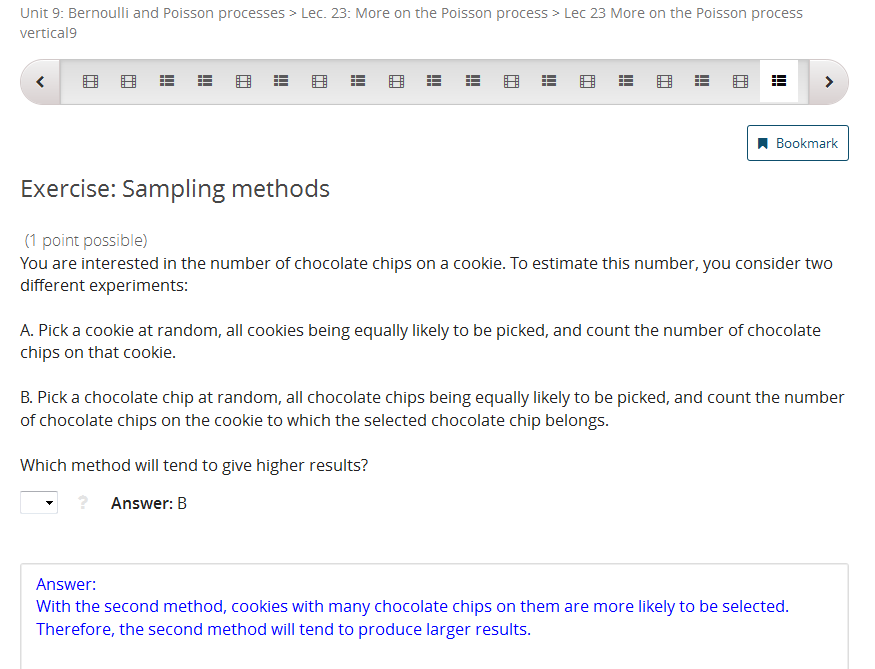 Unit 9: Bernoulli and Poisson processes > Lec. 23: More on the Poisson process > Lec 23 More on the Poisson process
vertical9
Bookmark
Exercise: Sampling methods
(1 point possible)
You are interested in the number of chocolate chips on a cookie. To estimate this number, you consider two
different experiments:
A. Pick a cookie at random, all cookies being equally likely to be picked, and count the number of chocolate
chips on that cookie.
B. Pick a chocolate chip at random, all chocolate chips being equally likely to be picked, and count the number
of chocolate chips on the cookie to which the selected chocolate chip belongs.
Which method will tend to give higher results?
? Answer: B
Answer:
With the second method, cookies with many chocolate chips on them are more likely to be selected.
Therefore, the second method will tend to produce larger results.